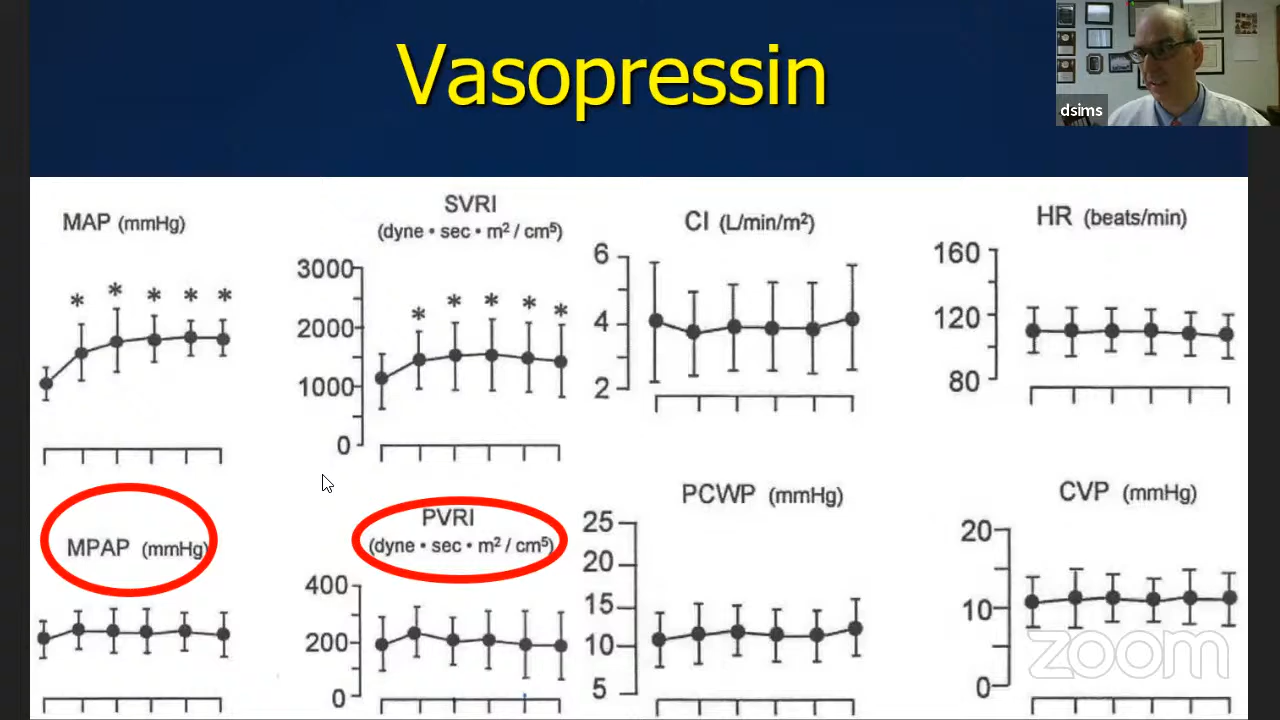 Vasopressin
dsims
MAP (mmHg)
* * * * *
SVRI
(dyne • sec • m² / cm⁵)
3000
2000
1000
0
* * * * *
CI (L/min/m²)
6
4
2
HR (beats/min)
160
120
80
MPAP (mmHg)
PVRI
(dyne • sec • m² / cm⁵)
400
200
0
PCWP (mmHg)
25
20
15
10
5
CVP (mmHg)
20
10
0
zoom